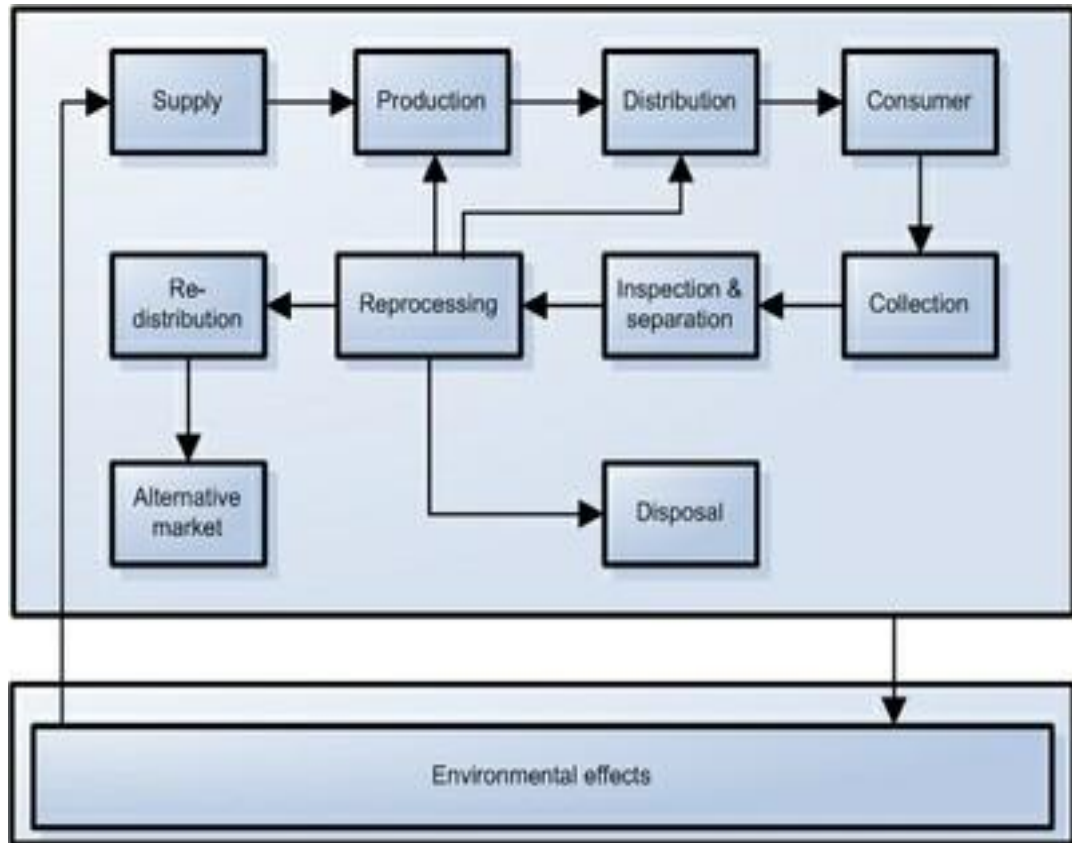 Supply
Production
Distribution
Consumer
Re-
distribution
Reprocessing
Inspection &
separation
Collection
Alternative
market
Disposal
Environmental effects